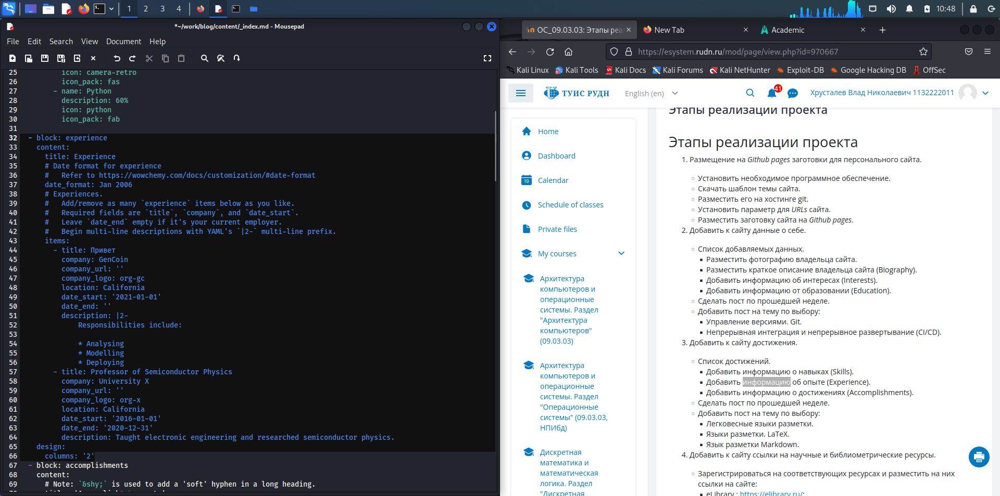 1 2 3 4
10:48
*~/work/blog/content/_index.md - Mousepad
File Edit Search View Document Help
25 icon: camera-retro
26 icon_pack: fas
27 - name: Python
28 description: 60%
29 icon: python
30 icon_pack: fab
31
32 - block: experience
33 content:
34 title: Experience
35 # Date format for experience
36 # Refer to https://wowchemy.com/docs/customization/#date-format
37 date_format: Jan 2006
38 # Experiences.
39 # Add/remove as many `experience` items below as you like.
40 # Required fields are `title`, `company`, and `date_start`.
41 # Leave `date_end` empty if it's your current employer.
42 # Begin multi-line descriptions with YAML's `|2-` multi-line prefix.
43 items:
44 - title: Привет
45 company: GenCoin
46 company_url: ''
47 company_logo: org-gc
48 location: California
49 date_start: '2021-01-01'
50 date_end: ''
51 description: |2-
52 Responsibilities include:
53
54 * Analysing
55 * Modelling
56 * Deploying
57 - title: Professor of Semiconductor Physics
58 company: University X
59 company_url: ''
60 company_logo: org-x
61 location: California
62 date_start: '2016-01-01'
63 date_end: '2020-12-31'
64 description: Taught electronic engineering and researched semiconductor physics.
65 design:
66 columns: '2'
67 - block: accomplishments
68 content:
69 # Note: `&shy;` is used to add a 'soft' hyphen in a long heading.
ОС_09.03.03: Этапы реа
New Tab
Academic
https://esystem.rudn.ru/mod/page/view.php?id=970667
Kali Linux Kali Tools Kali Docs Kali Forums Kali NetHunter Exploit-DB Google Hacking DB OffSec
ТУИС РУДН
English (en)
41
Хрусталев Влад Николаевич 1132222011
Home
Dashboard
19
Calendar
Schedule of classes
Private files
My courses
Архитектура
компьютеров и
операционные
системы. Раздел
"Архитектура
компьютеров"
(09.03.03)
Архитектура
компьютеров и
операционные
системы. Раздел
"Операционные
системы" (09.03.03,
НПИбд)
Дискретная
математика и
математическая
логика. Раздел
"Дискретная
Этапы реализации проекта
Этапы реализации проекта
1. Размещение на Github pages заготовки для персонального сайта.
Установить необходимое программное обеспечение.
Скачать шаблон темы сайта.
Разместить его на хостинге git.
Установить параметр для URLs сайта.
Разместить заготовку сайта на Github pages.
2. Добавить к сайту данные о себе.
Список добавляемых данных.
Разместить фотографию владельца сайта.
Разместить краткое описание владельца сайта (Biography).
Добавить информацию об интересах (Interests).
Добавить информацию от образовании (Education).
Сделать пост по прошедшей неделе.
Добавить пост на тему по выбору:
Управление версиями. Git.
Непрерывная интеграция и непрерывное развертывание (CI/CD).
3. Добавить к сайту достижения.
Список достижений.
Добавить информацию о навыках (Skills).
Добавить информацию об опыте (Experience).
Добавить информацию о достижениях (Accomplishments).
Сделать пост по прошедшей неделе.
Добавить пост на тему по выбору:
Легковесные языки разметки.
Языки разметки. LaTeX.
Язык разметки Markdown.
4. Добавить к сайту ссылки на научные и библиометрические ресурсы.
Зарегистрироваться на соответствующих ресурсах и разместить на них
ссылки на сайте:
eLibrary : https://elibrary.ru/;